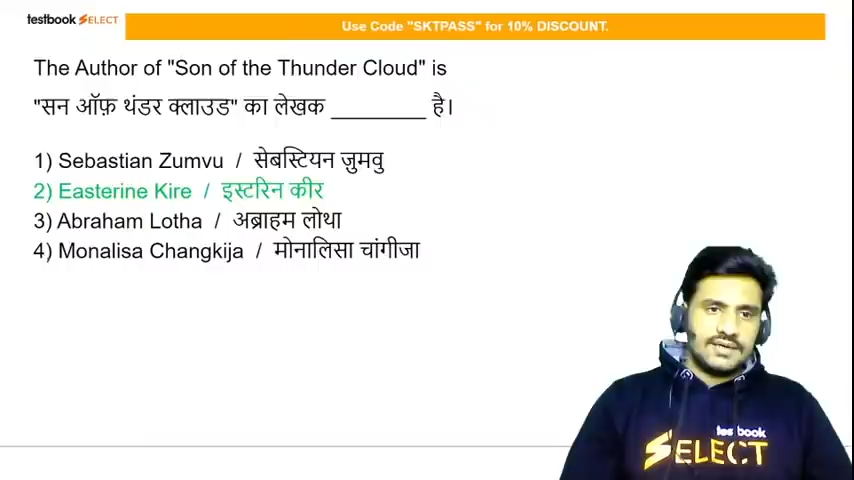 testbook SELECT
Use Code "SKTPASS" for 10% DISCOUNT.
The Author of "Son of the Thunder Cloud" is
"सन ऑफ़ थंडर क्लाउड" का लेखक ________ है।
1) Sebastian Zumvu / सेबस्टियन ज़ुमवु
2) Easterine Kire / इस्टरिन कीर
3) Abraham Lotha / अब्राहम लोथा
4) Monalisa Changkija / मोनालिसा चांगीजा
testbook
SELECT